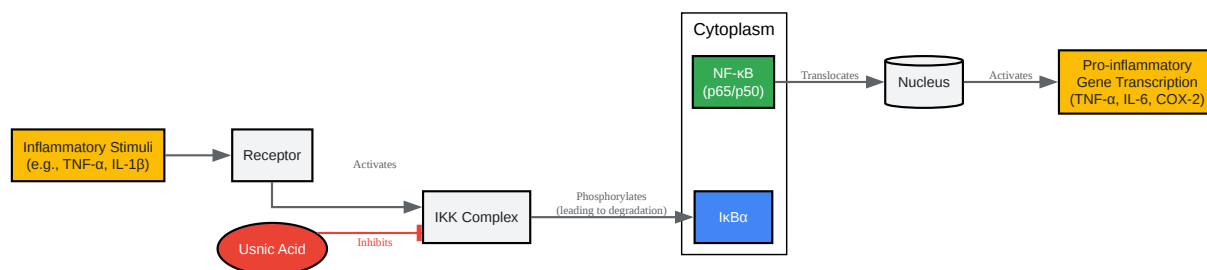 Cytoplasm
NF-κB
(p65/p50)
Translocates
Nucleus
Activates
Pro-inflammatory
Gene Transcription
(TNF-α, IL-6, COX-2)
Inflammatory Stimuli
(e.g., TNF-α, IL-1β)
Receptor
Activates
IKK Complex
Phosphorylates
(leading to degradation)
IκBα
Usnic Acid
Inhibits